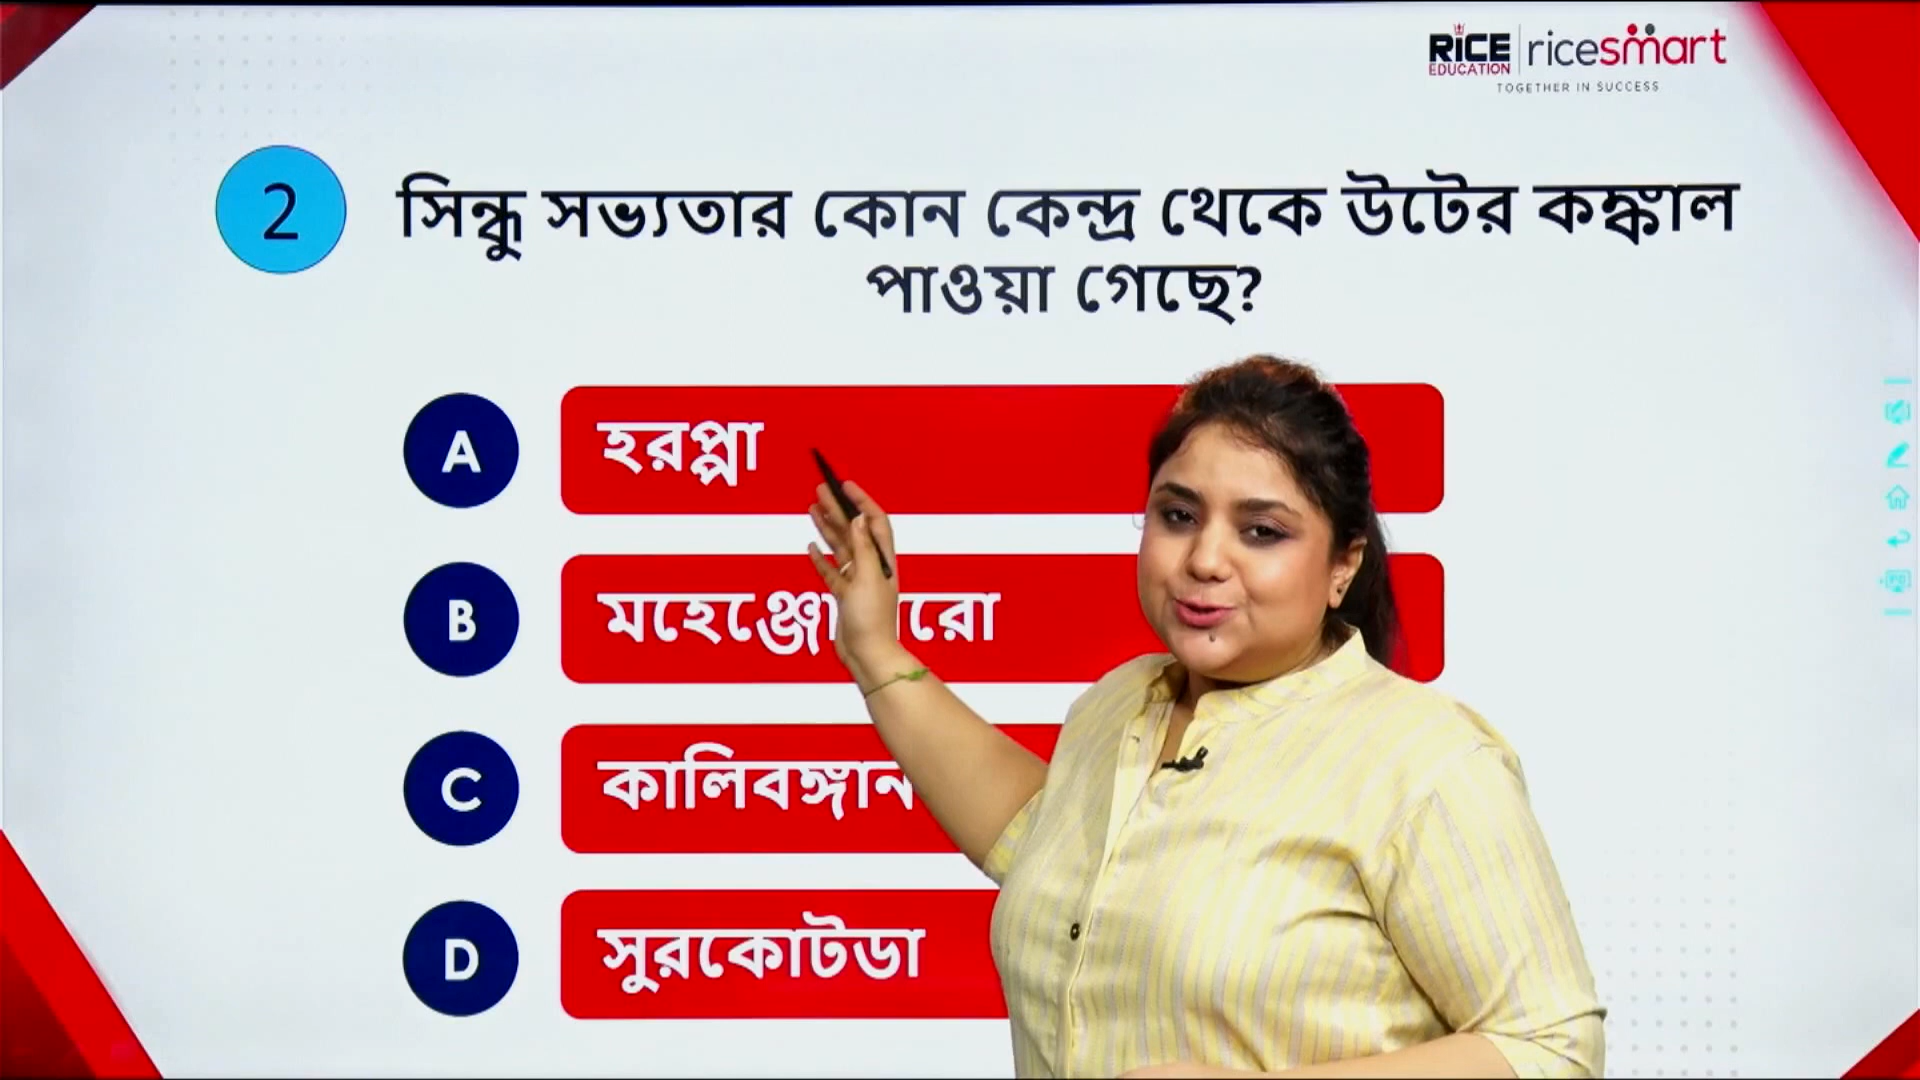 RICE EDUCATION ricesmart
TOGETHER IN SUCCESS
2
সিন্ধু সভ্যতার কোন কেন্দ্র থেকে উটের কঙ্কাল
পাওয়া গেছে?
A হরপ্পা
B
C কালিবঙ্গান
D সুরকোটডা